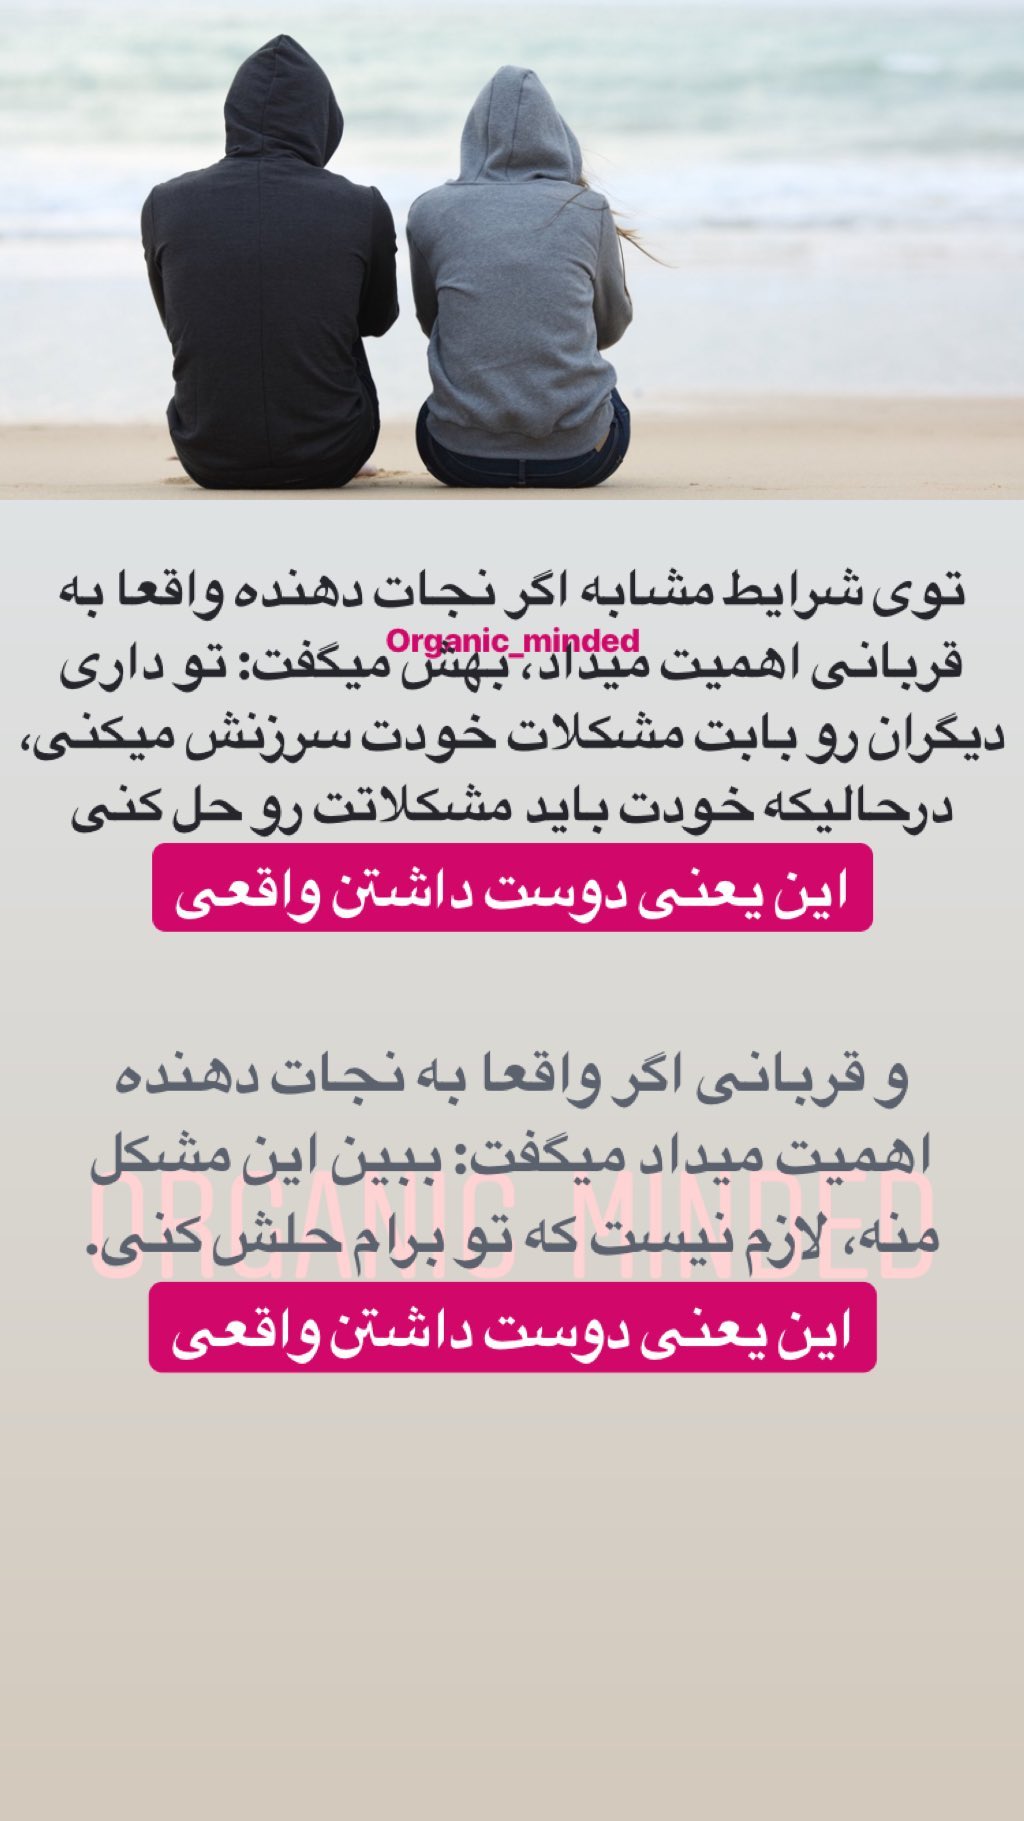 توی شرایط مشابه اگر نجات دهنده واقعا به
Organic_minded
قربانی اهمیت میداد، بهش میگفت: تو داری
دیگران رو بابت مشکلات خودت سرزنش میکنی،
درحالیکه خودت باید مشکلاتت رو حل کنی
این یعنی دوست داشتن واقعی
و قربانی اگر واقعا به نجات دهنده
اهمیت میداد میگفت: ببین این مشکل
ORGANIC MINDED
منه، لازم نیست که تو برام حلش کنی.
این یعنی دوست داشتن واقعی